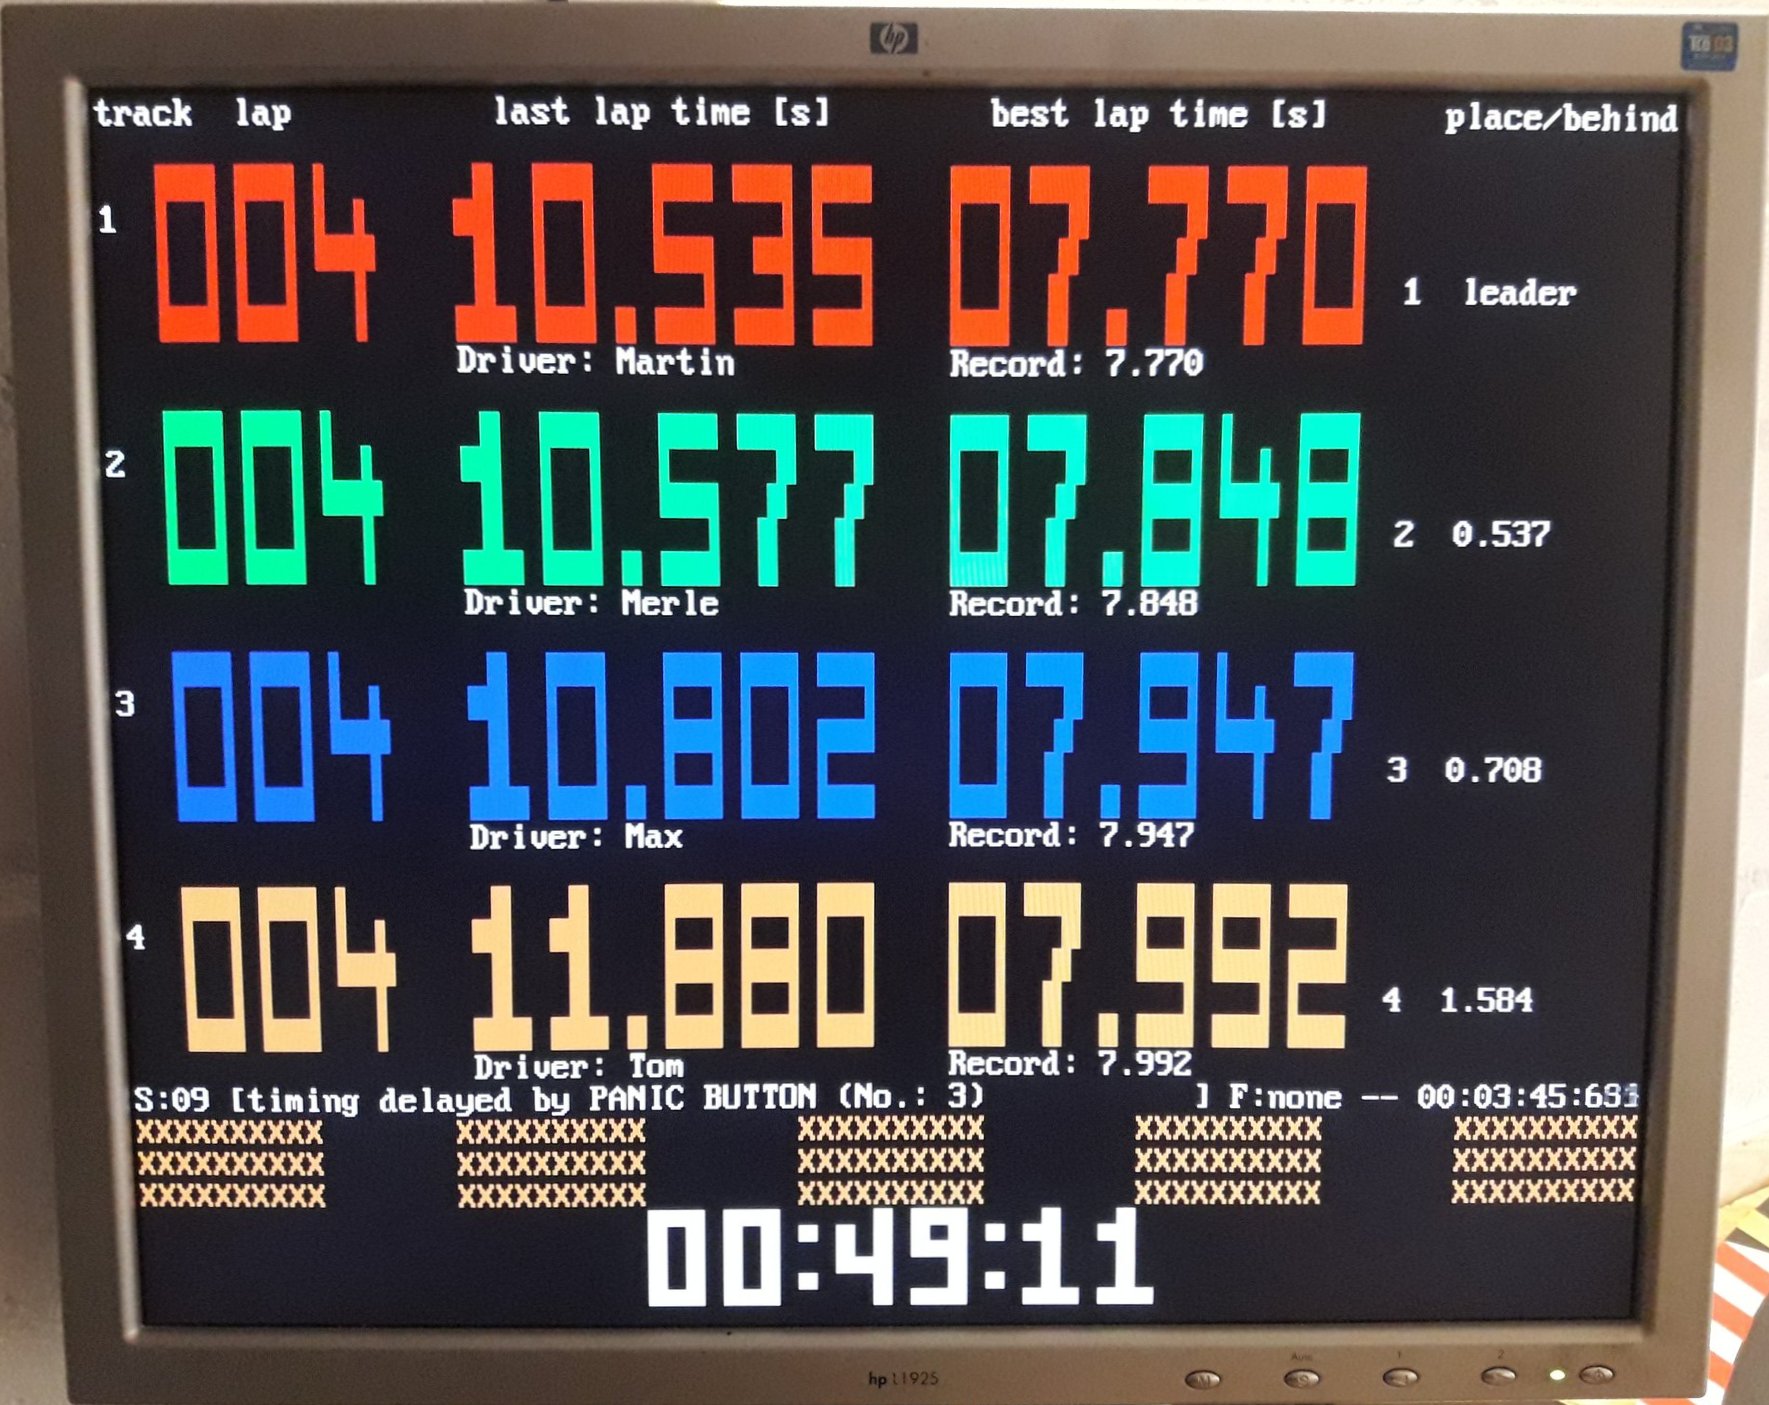 hp
TCO 03
track lap last lap time [s] best lap time [s] place/behind
1 004 10.535 07.770 1 leader
Driver: Martin Record: 7.770
2 004 10.577 07.848 2 0.537
Driver: Merle Record: 7.848
3 004 10.802 07.947 3 0.708
Driver: Max Record: 7.947
4 004 11.880 07.992 4 1.584
Driver: Tom Record: 7.992
S:09 [timing delayed by PANIC BUTTON (No.: 3) ] F:none --
XXXXXXXXXX XXXXXXXXXX XXXXXXXXXX XXXXXXXXXX XXXXXXXXXX
XXXXXXXXXX XXXXXXXXXX XXXXXXXXXX XXXXXXXXXX XXXXXXXXXX
XXXXXXXXXX XXXXXXXXXX XXXXXXXXXX XXXXXXXXXX XXXXXXXXXX
00:49:11
Auto 1 2
hp L1925